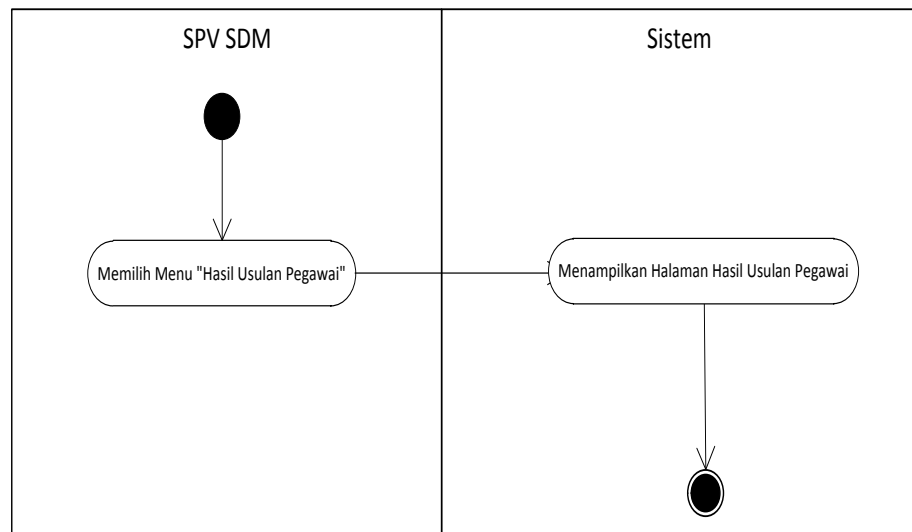 SPV SDM
Sistem
Memilih Menu "Hasil Usulan Pegawai"
Menampilkan Halaman Hasil Usulan Pegawai